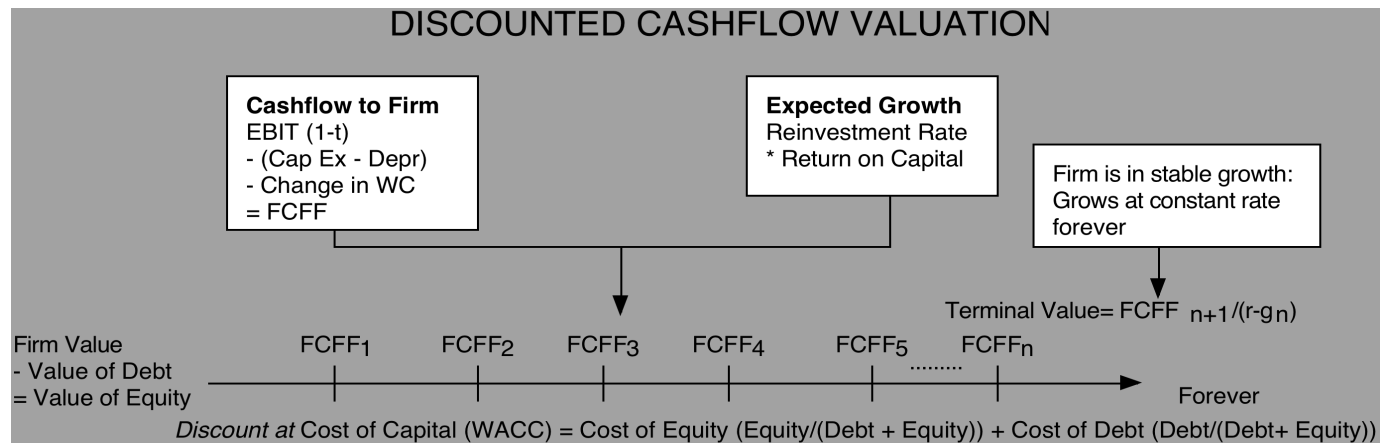 DISCOUNTED CASHFLOW VALUATION
Cashflow to Firm
EBIT (1-t)
- (Cap Ex - Depr)
- Change in WC
= FCFF
Expected Growth
Reinvestment Rate
* Return on Capital
Firm is in stable growth:
Grows at constant rate
forever
Terminal Value= FCFF n+1/(r-gn)
FCFF1 FCFF2 FCFF3 FCFF4 FCFF5 ......... FCFFn
Firm Value
- Value of Debt
= Value of Equity
Forever
Discount at Cost of Capital (WACC) = Cost of Equity (Equity/(Debt + Equity)) + Cost of Debt (Debt/(Debt+ Equity))